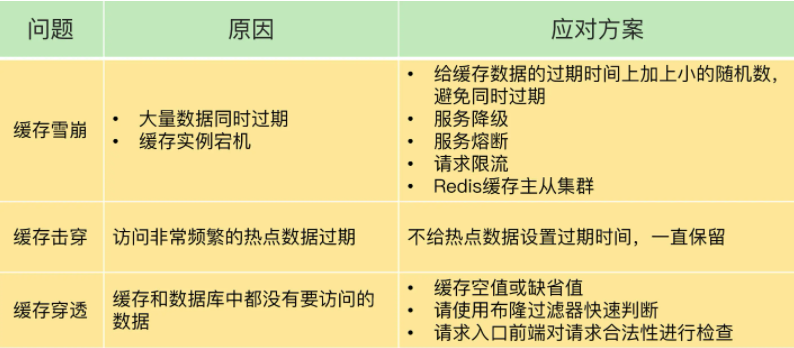 问题 原因 应对方案
缓存雪崩
• 大量数据同时过期
• 缓存实例宕机
• 给缓存数据的过期时间上加上小的随机数，
避免同时过期
• 服务降级
• 服务熔断
• 请求限流
• Redis缓存主从集群
缓存击穿 访问非常频繁的热点数据过期 不给热点数据设置过期时间，一直保留
缓存穿透
缓存和数据库中都没有要访问的
数据
• 缓存空值或缺省值
• 请使用布隆过滤器快速判断
• 请求入口前端对请求合法性进行检查